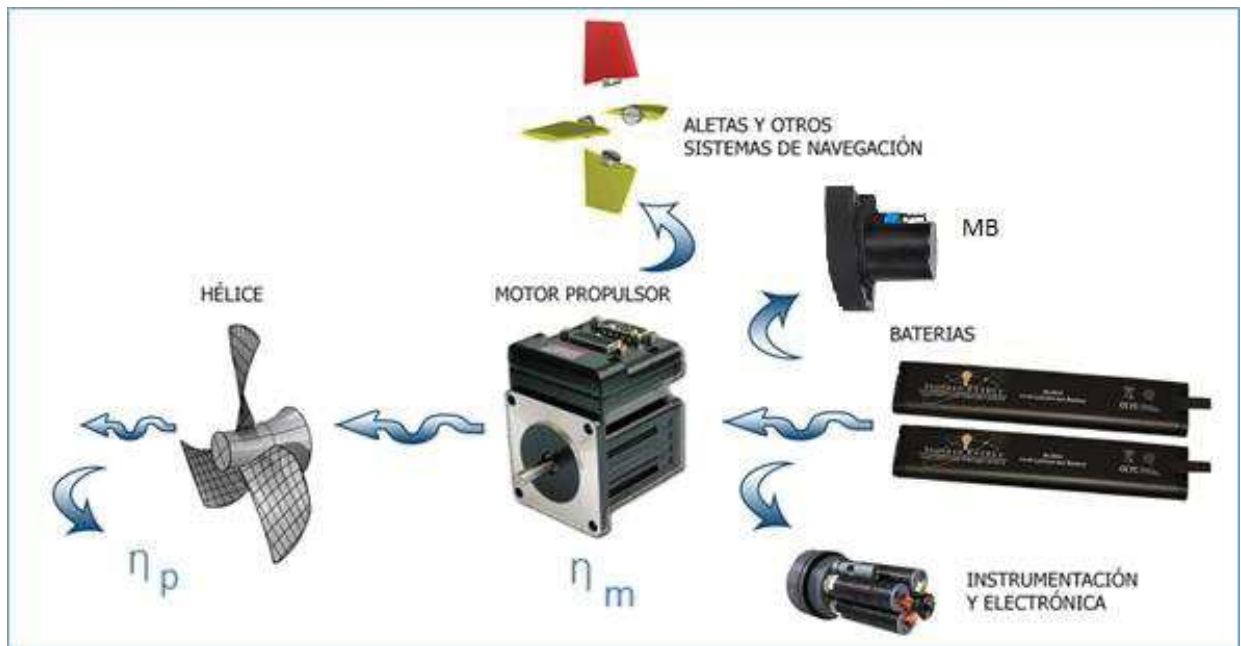 ALETAS Y OTROS
SISTEMAS DE NAVEGACIÓN
MB
HÉLICE
MOTOR PROPULSOR
BATERIAS
η p
η m
INSTRUMENTACIÓN
Y ELECTRÓNICA